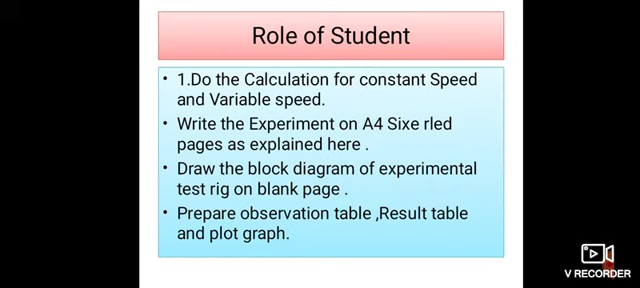 Role of Student
• 1.Do the Calculation for constant Speed
and Variable speed.
• Write the Experiment on A4 Sixe rled
pages as explained here .
• Draw the block diagram of experimental
test rig on blank page .
• Prepare observation table ,Result table
and plot graph.
V RECORDER